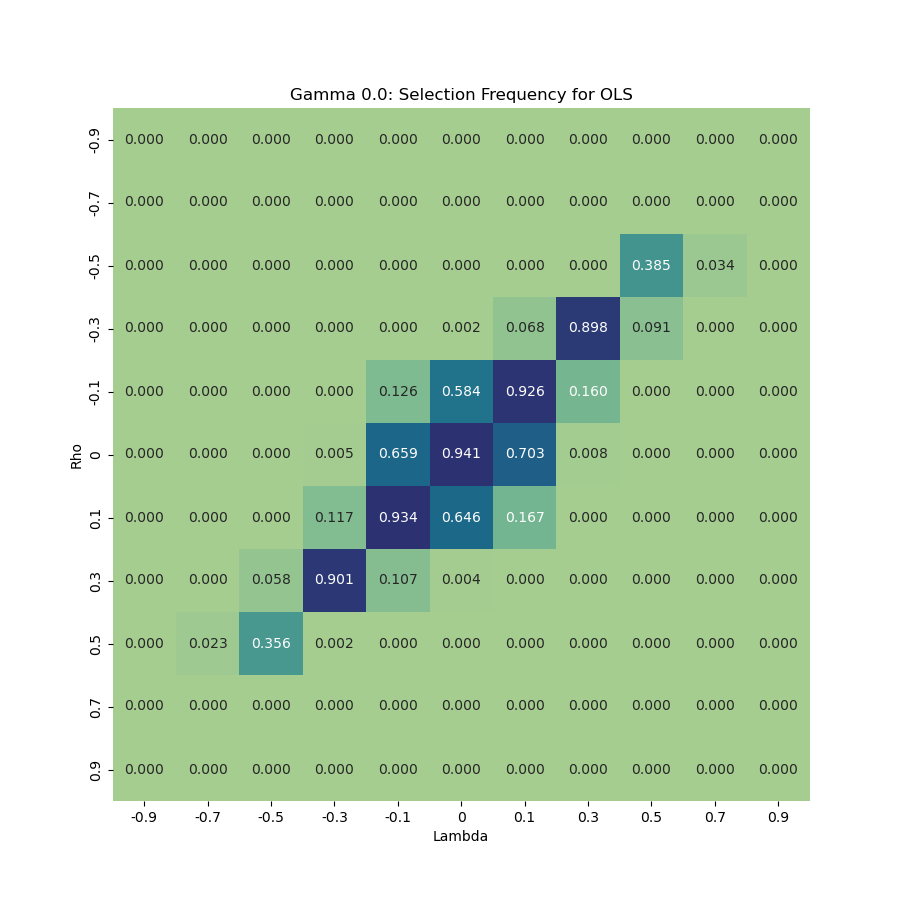 Gamma 0.0: Selection Frequency for OLS
-0.9 0.000 0.000 0.000 0.000 0.000 0.000 0.000 0.000 0.000 0.000 0.000
-0.7 0.000 0.000 0.000 0.000 0.000 0.000 0.000 0.000 0.000 0.000 0.000
-0.5 0.000 0.000 0.000 0.000 0.000 0.000 0.000 0.000 0.385 0.034 0.000
-0.3 0.000 0.000 0.000 0.000 0.000 0.002 0.068 0.898 0.091 0.000 0.000
-0.1 0.000 0.000 0.000 0.000 0.126 0.584 0.926 0.160 0.000 0.000 0.000
Rho
0 0.000 0.000 0.000 0.005 0.659 0.941 0.703 0.008 0.000 0.000 0.000
0.1 0.000 0.000 0.000 0.117 0.934 0.646 0.167 0.000 0.000 0.000 0.000
0.3 0.000 0.000 0.058 0.901 0.107 0.004 0.000 0.000 0.000 0.000 0.000
0.5 0.000 0.023 0.356 0.002 0.000 0.000 0.000 0.000 0.000 0.000 0.000
0.7 0.000 0.000 0.000 0.000 0.000 0.000 0.000 0.000 0.000 0.000 0.000
0.9 0.000 0.000 0.000 0.000 0.000 0.000 0.000 0.000 0.000 0.000 0.000
-0.9 -0.7 -0.5 -0.3 -0.1 0 0.1 0.3 0.5 0.7 0.9
Lambda